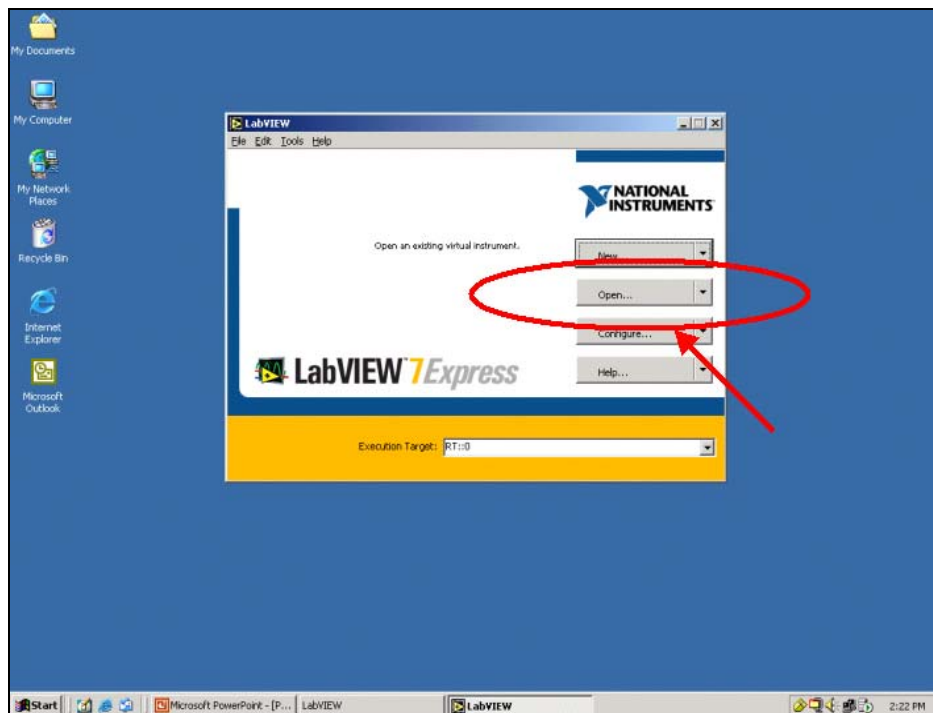 My Documents
My Computer
My Network
Places
Recycle Bin
Internet
Explorer
Microsoft
Outlook
LabVIEW
File Edit Tools Help
NATIONAL
INSTRUMENTS
Open an existing virtual instrument.
New...
Open...
Configure...
Help...
LabVIEW 7 Express
Execution Target: RT::0
Start
Microsoft PowerPoint - [P...
LabVIEW
LabVIEW
2:22 PM